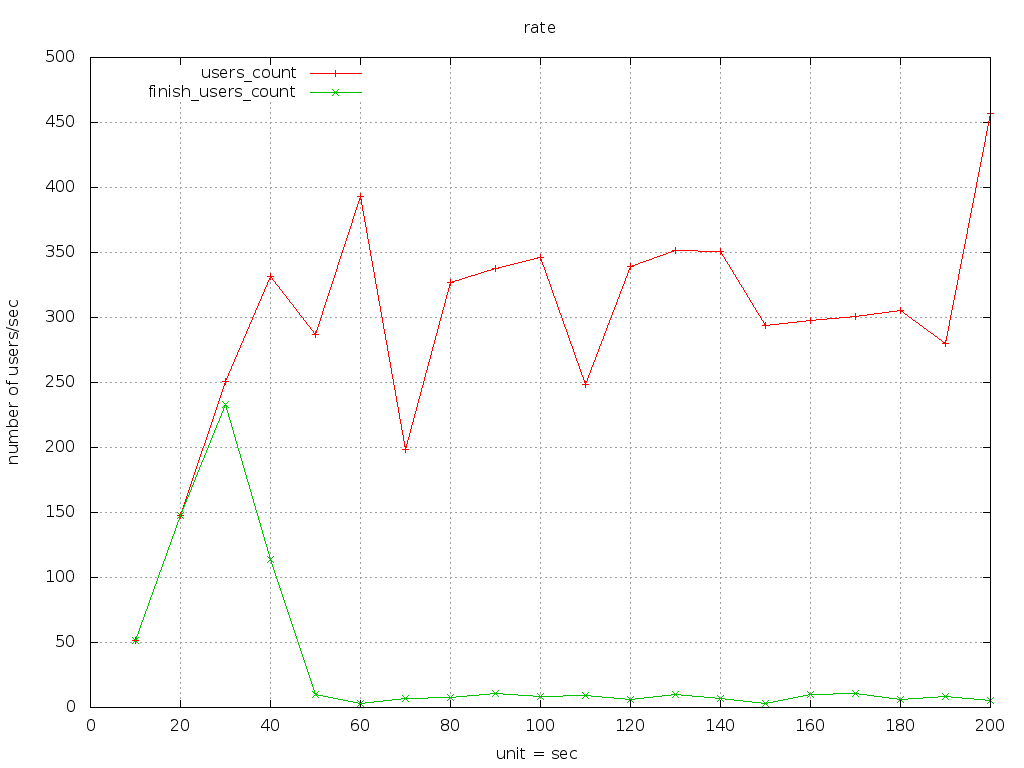 rate
users_count
finish_users_count
500
450
400
350
300
250
200
150
100
50
0
number of users/sec
0 20 40 60 80 100 120 140 160 180 200
unit = sec